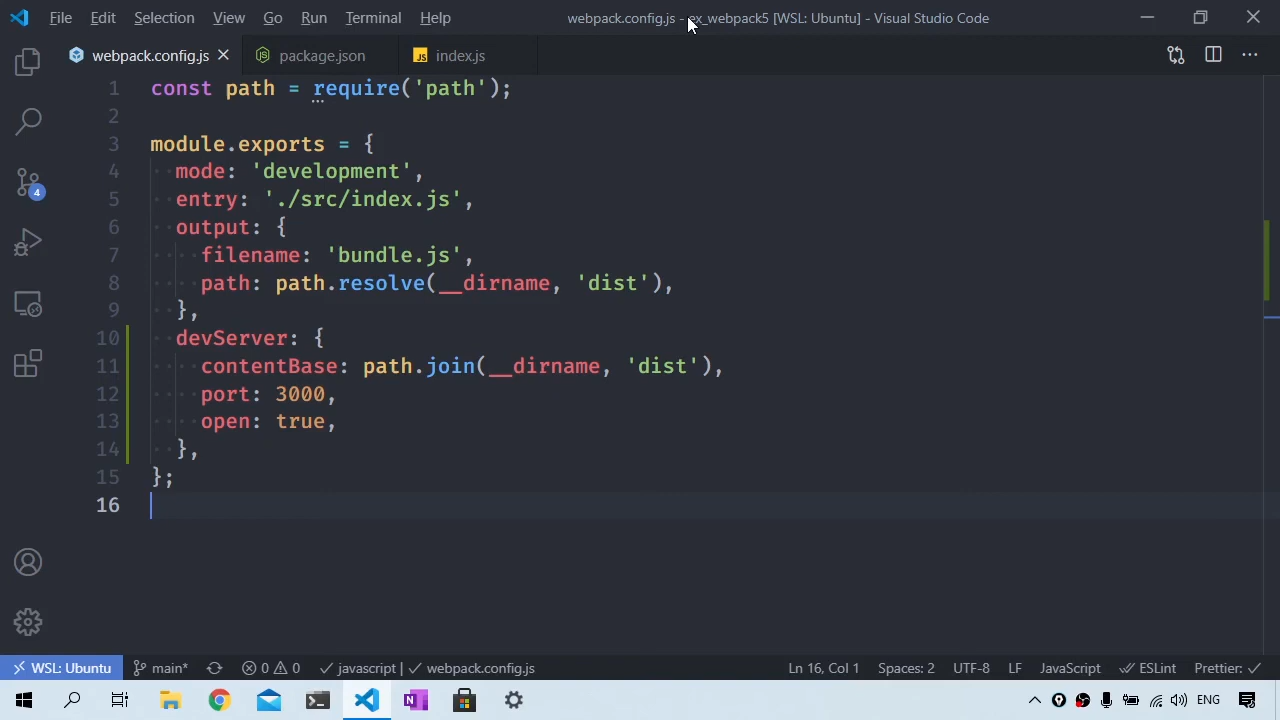 File Edit Selection View Go Run Terminal Help webpack.config.js - ex_webpack5 [WSL: Ubuntu] - Visual Studio Code
webpack.config.js package.json JS index.js
1 const path = require('path');
2
3 module.exports = {
4 mode: 'development',
5 entry: './src/index.js',
6 output: {
7 filename: 'bundle.js',
8 path: path.resolve(__dirname, 'dist'),
9 },
10 devServer: {
11 contentBase: path.join(__dirname, 'dist'),
12 port: 3000,
13 open: true,
14 },
15 };
16
4
WSL: Ubuntu main* 0 0 javascript | webpack.config.js Ln 16, Col 1 Spaces: 2 UTF-8 LF JavaScript ESLint Prettier:
N ENG